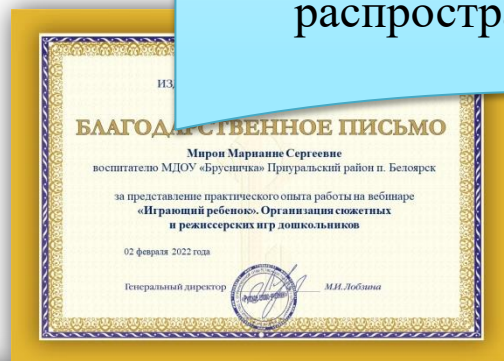 распростр
ИЗ
БЛАГОДАРСТВЕННОЕ ПИСЬМО
Мирон Марианне Сергеевне
воспитателю МДОУ «Брусничка» Приуральский район п. Белоярск
за представление практического опыта работы на вебинаре
«Играющий ребенок». Организация сюжетных
и режиссерских игр дошкольников
02 февраля 2022 года
Генеральный директор
М.И.Лобзина